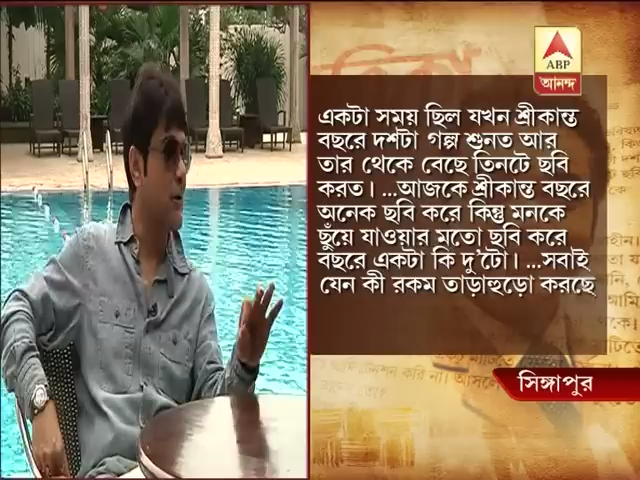 ABP
আনন্দ
একটা সময় ছিল যখন শ্রীকান্ত
বছরে দশটা গল্প শুনত আর
তার থেকে বেছে তিনটে ছবি
করত। ...আজকে শ্রীকান্ত বছরে
অনেক ছবি করে কিন্তু মনকে
ছুঁয়ে যাওয়ার মতো ছবি করে
বছরে একটা কি দু'টো। ...সবাই
যেন কী রকম তাড়াহুড়ো করছে
সিঙ্গাপুর